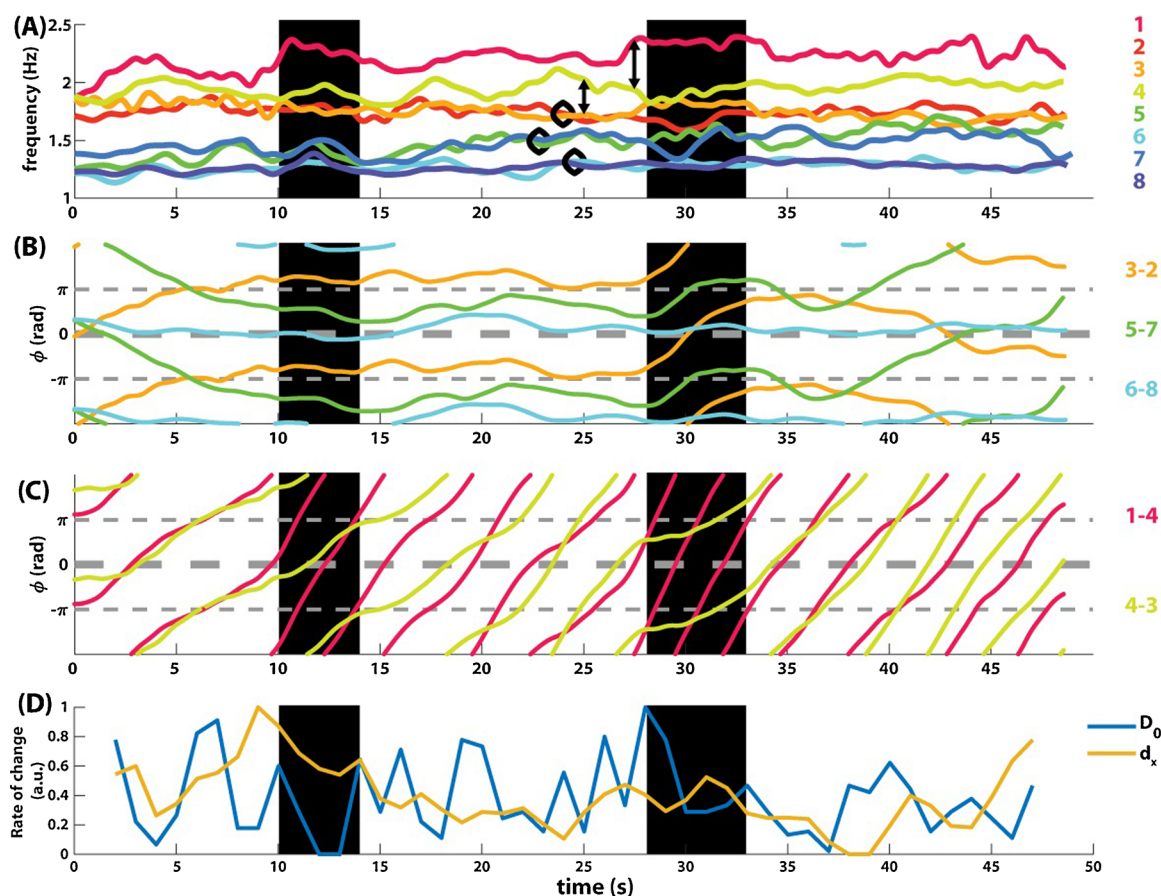 (A)
frequency (Hz)
2.5
2
1.5
1
0 5 10 15 20 25 30 35 40 45
1
2
3
4
5
6
7
8
(B)
ϕ (rad)
π
0
-π
0 5 10 15 20 25 30 35 40 45
3-2
5-7
6-8
(C)
ϕ (rad)
π
0
-π
0 5 10 15 20 25 30 35 40 45
1-4
4-3
(D)
Rate of change
(a.u.)
1
0.8
0.6
0.4
0.2
0
0 5 10 15 20 25 30 35 40 45 50
time (s)
D₀
dₓ